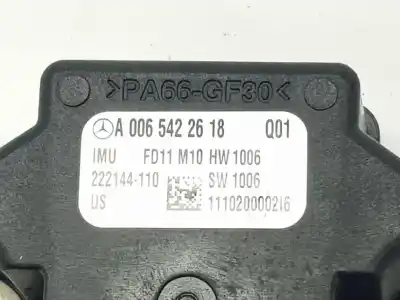 >PA66-GF30<
A 006 542 26 18 Q01
IMU FD11 M10 HW 1006
222144-110 SW 1006
US 111020000216